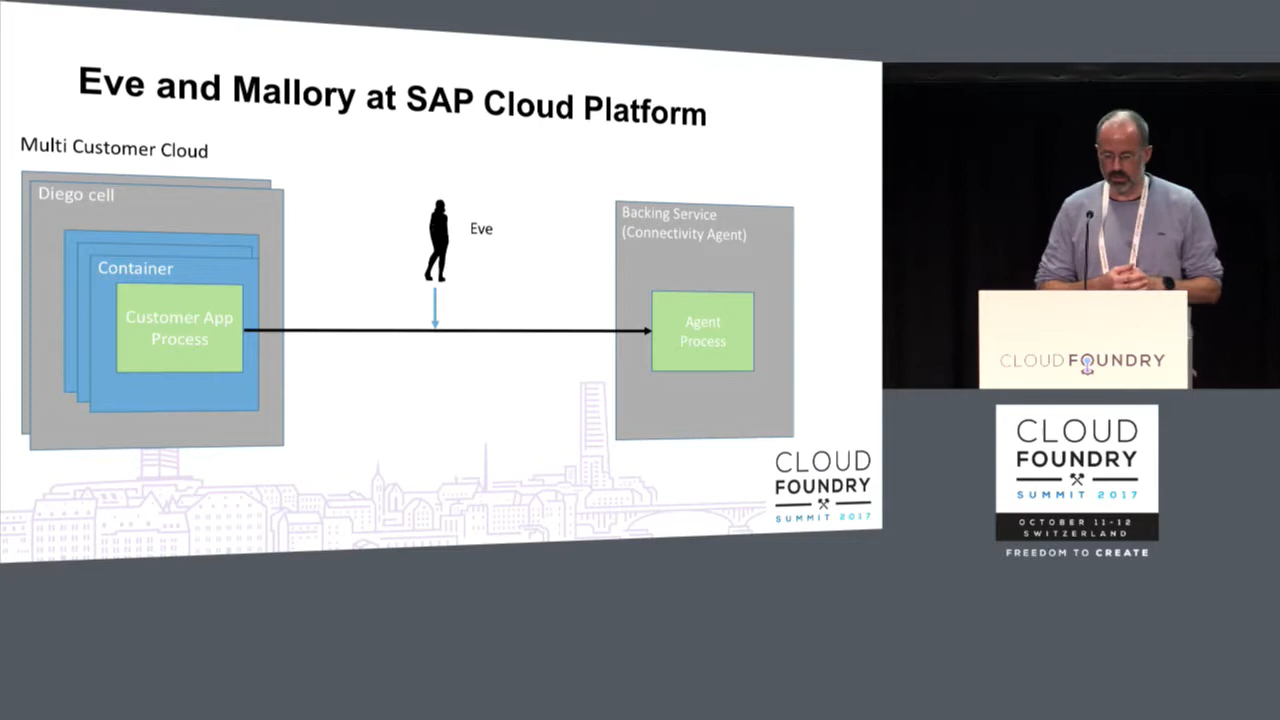 Eve and Mallory at SAP Cloud Platform
Multi Customer Cloud
Diego cell
Container
Customer App
Process
Eve
Backing Service
(Connectivity Agent)
Agent
Process
CLOUD
FOUNDRY
SUMMIT 2017
CLOUD FOUNDRY
CLOUD
FOUNDRY
SUMMIT 2017
OCTOBER 11-12
SWITZERLAND
FREEDOM TO CREATE